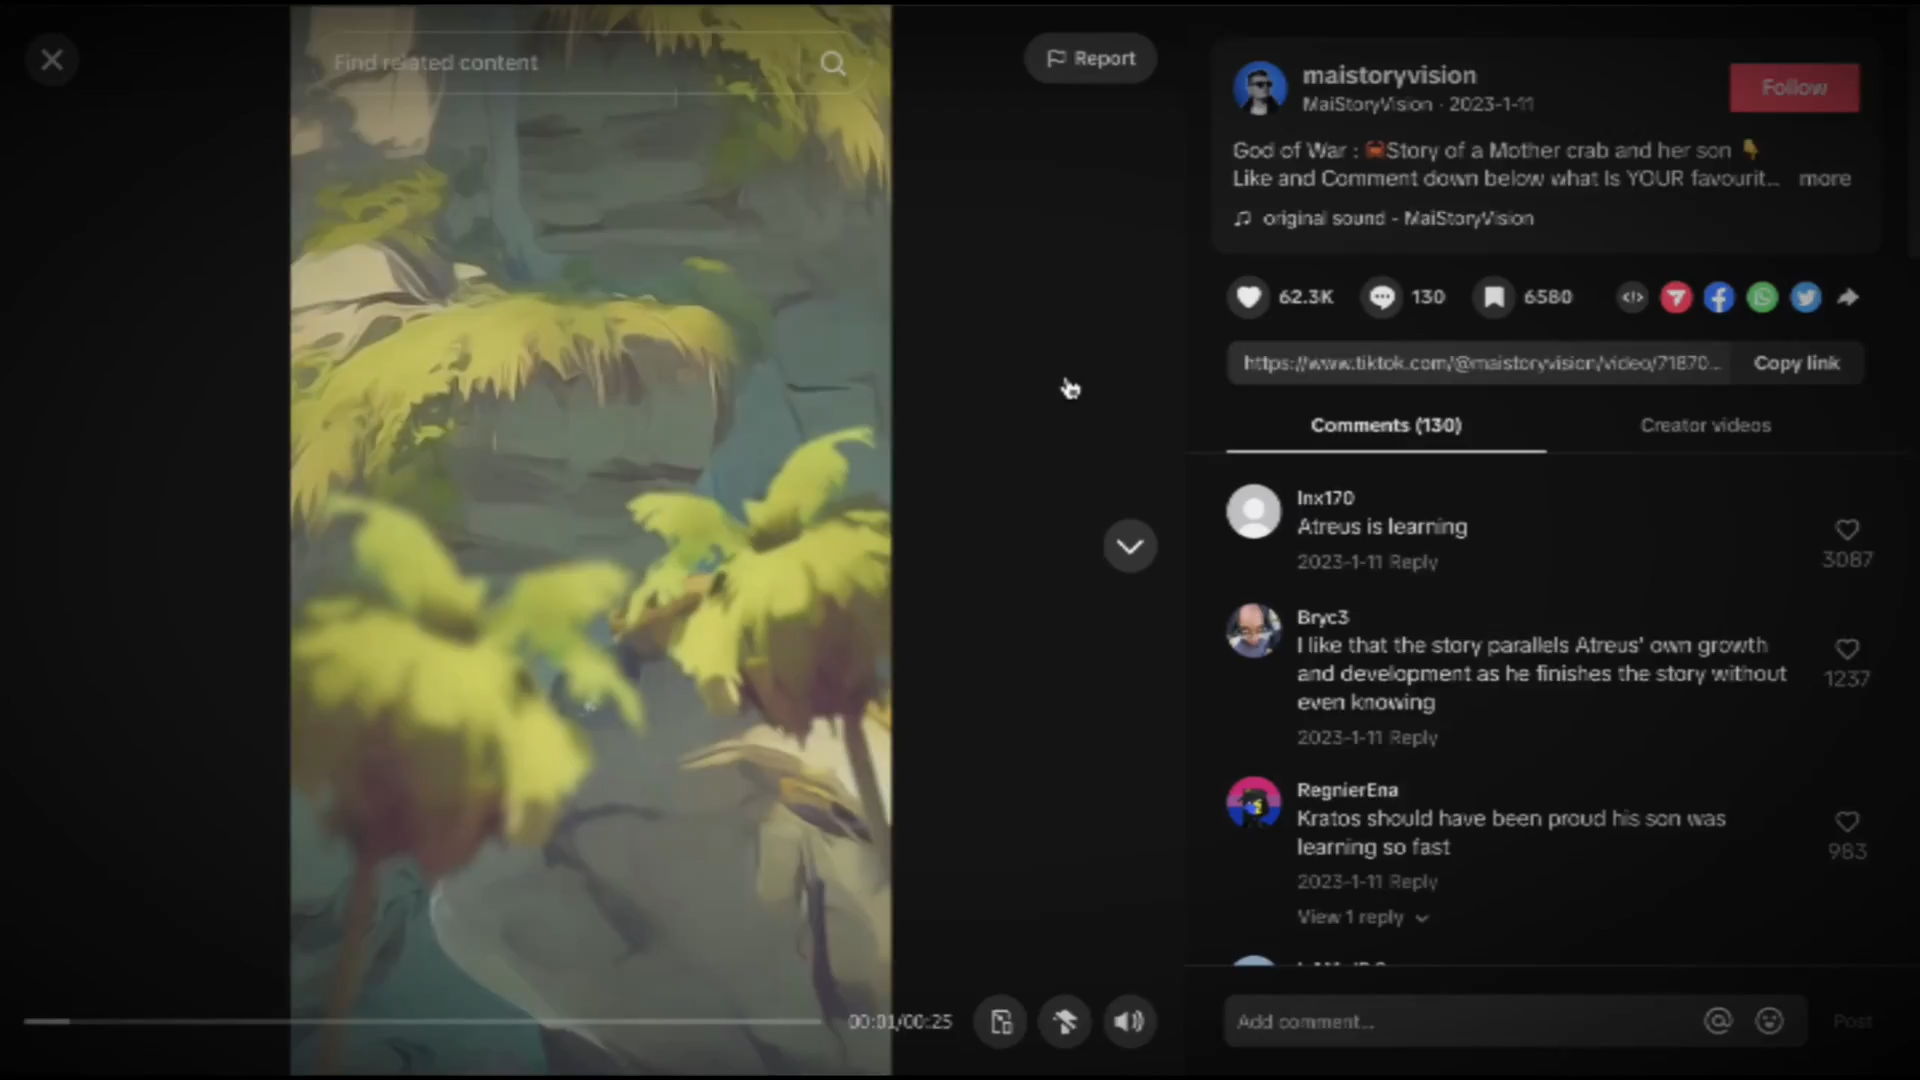 Find related content
Report
maistoryvision
MaiStoryVision · 2023-1-11
Follow
God of War : 🦀Story of a Mother crab and her son 👇
Like and Comment down below what Is YOUR favourit... more
original sound - MaiStoryVision
62.3K
130
6580
https://www.tiktok.com/@maistoryvision/video/71870...
Copy link
Comments (130)
Creator videos
lnx170
Atreus is learning
2023-1-11 Reply
3087
Bryc3
I like that the story parallels Atreus' own growth
and development as he finishes the story without
even knowing
1237
2023-1-11 Reply
RegnierEna
Kratos should have been proud his son was
learning so fast
983
2023-1-11 Reply
View 1 reply
00:01/00:25
Add comment...
Post